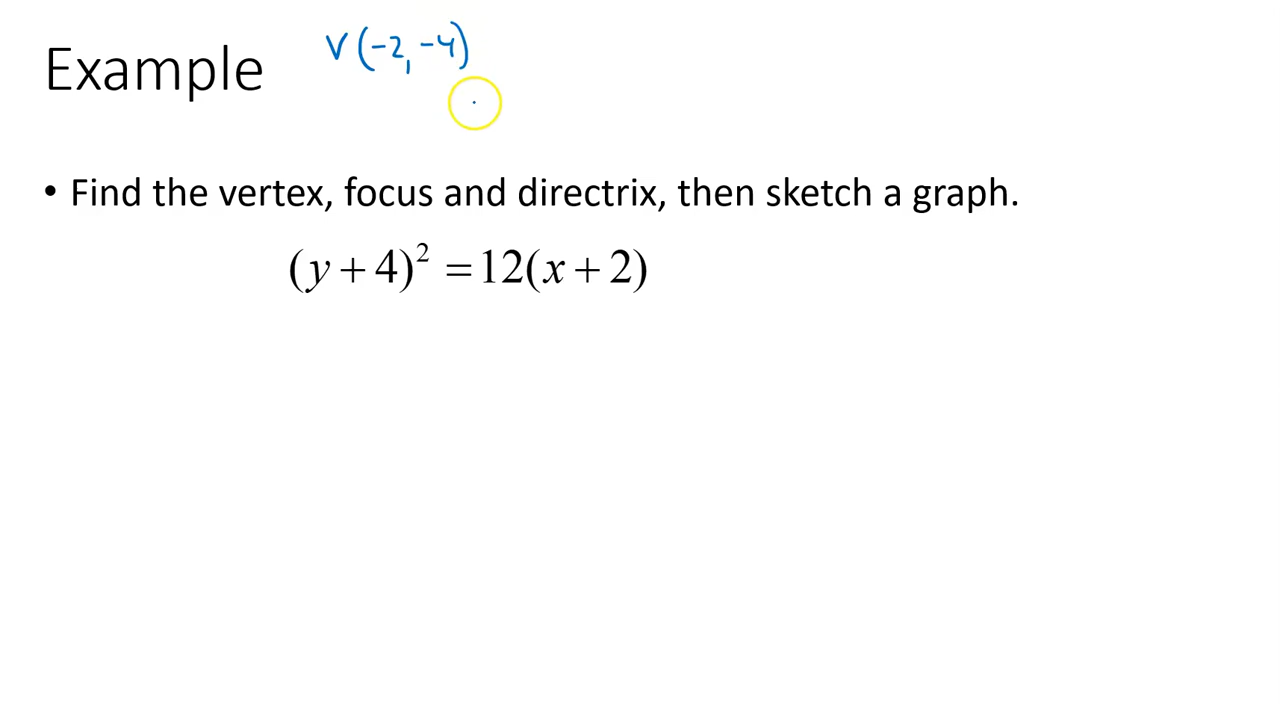 Example
V(-2, -4)
• Find the vertex, focus and directrix, then sketch a graph.
(y + 4)² = 12(x + 2)